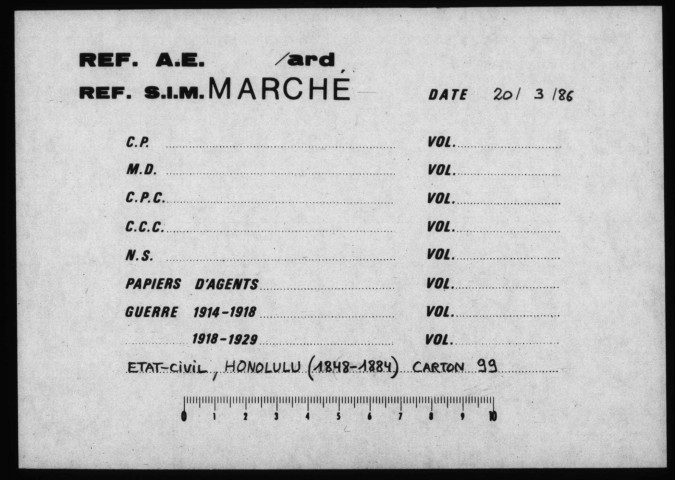 REF. A.E. /ard
REF. S.I.M. MARCHÉ DATE 20/ 3 /86
C.P. VOL.
M.D. VOL.
C.P.C. VOL.
C.C.C. VOL.
N.S. VOL.
PAPIERS D'AGENTS VOL.
GUERRE 1914-1918 VOL.
1918-1929 VOL.
ETAT-CIVIL, HONOLULU (1848-1884) CARTON 99
0 1 2 3 4 5 6 7 8 9 10